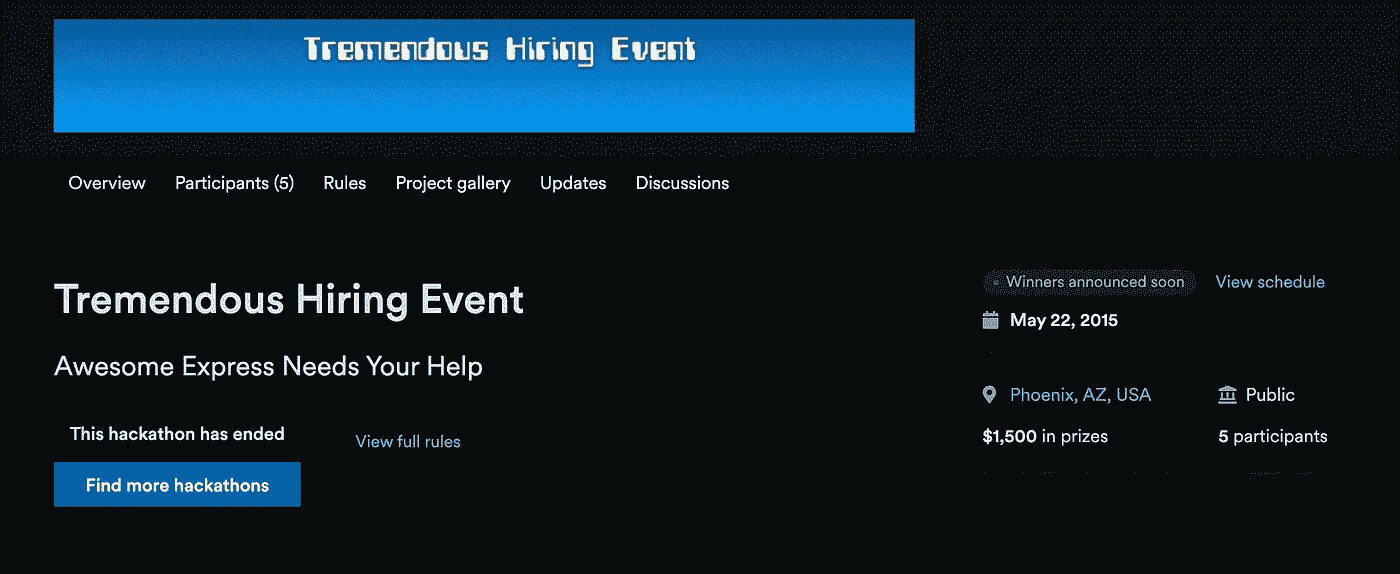 Tremendous Hiring Event
Overview Participants (5) Rules Project gallery Updates Discussions
Tremendous Hiring Event
Awesome Express Needs Your Help
This hackathon has ended
View full rules
Find more hackathons
Winners announced soon View schedule
May 22, 2015
Phoenix, AZ, USA Public
$1,500 in prizes 5 participants